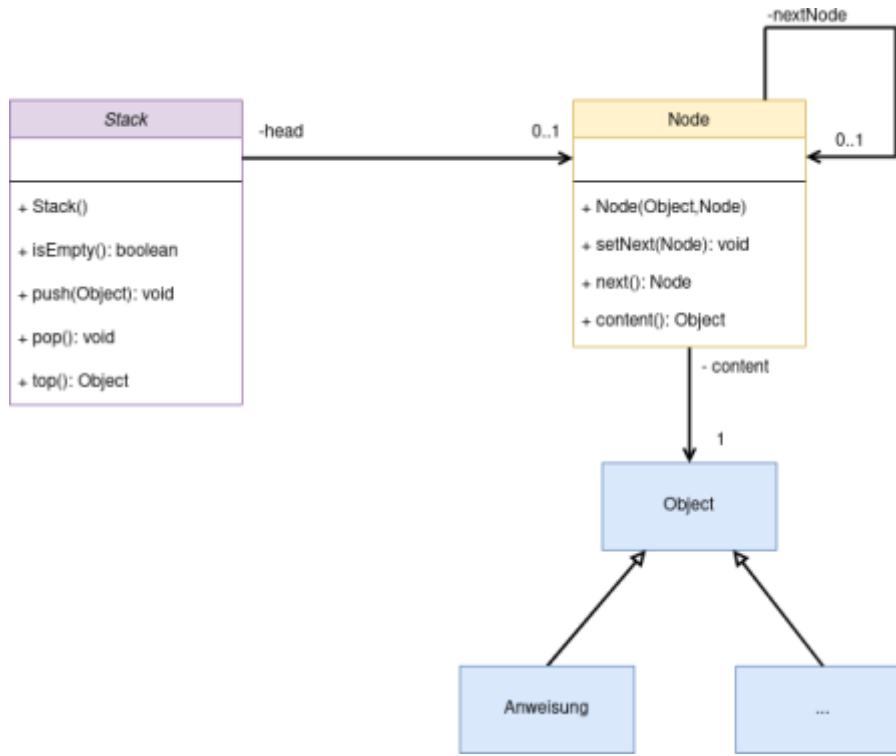 -nextNode
Stack
-head
0..1
Node
0..1
+ Stack()
+ isEmpty(): boolean
+ push(Object): void
+ pop(): void
+ top(): Object
+ Node(Object,Node)
+ setNext(Node): void
+ next(): Node
+ content(): Object
- content
1
Object
Anweisung
...